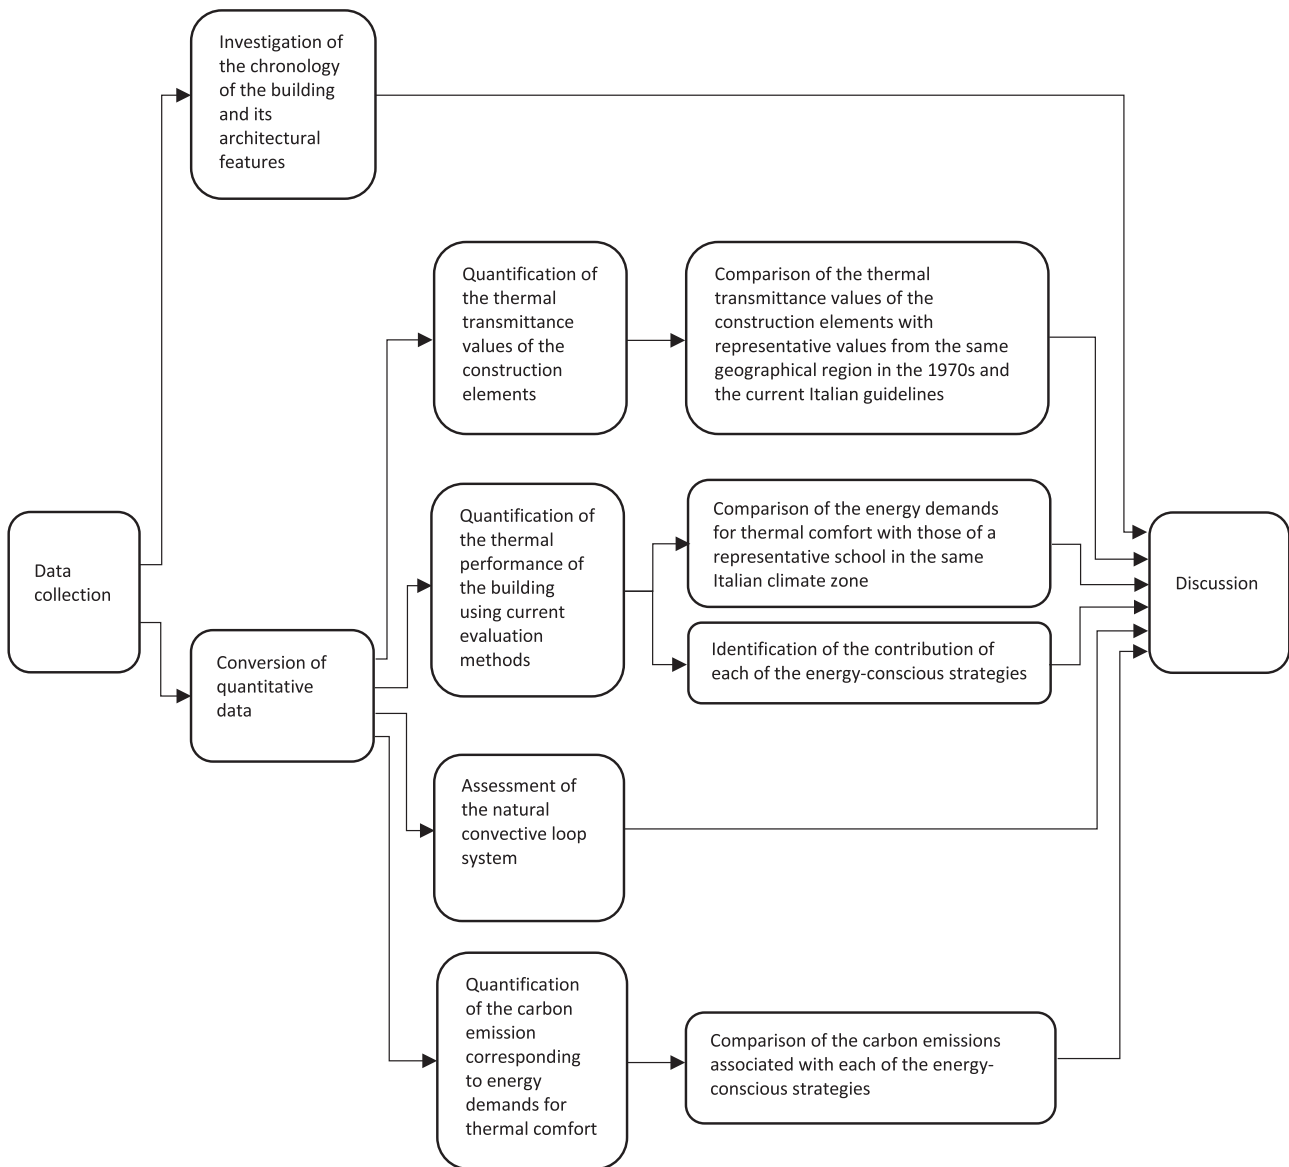 Investigation of
the chronology
of the building
and its
architectural
features
Quantification of
the thermal
transmittance
values of the
construction
elements
Comparison of the thermal
transmittance values of the
construction elements with
representative values from the same
geographical region in the 1970s and
the current Italian guidelines
Data
collection
Conversion of
quantitative
data
Quantification of
the thermal
performance of
the building
using current
evaluation
methods
Comparison of the energy demands
for thermal comfort with those of a
representative school in the same
Italian climate zone
Identification of the contribution of
each of the energy-conscious strategies
Discussion
Assessment of
the natural
convective loop
system
Quantification
of the carbon
emission
corresponding
to energy
demands for
thermal comfort
Comparison of the carbon emissions
associated with each of the energy-
conscious strategies